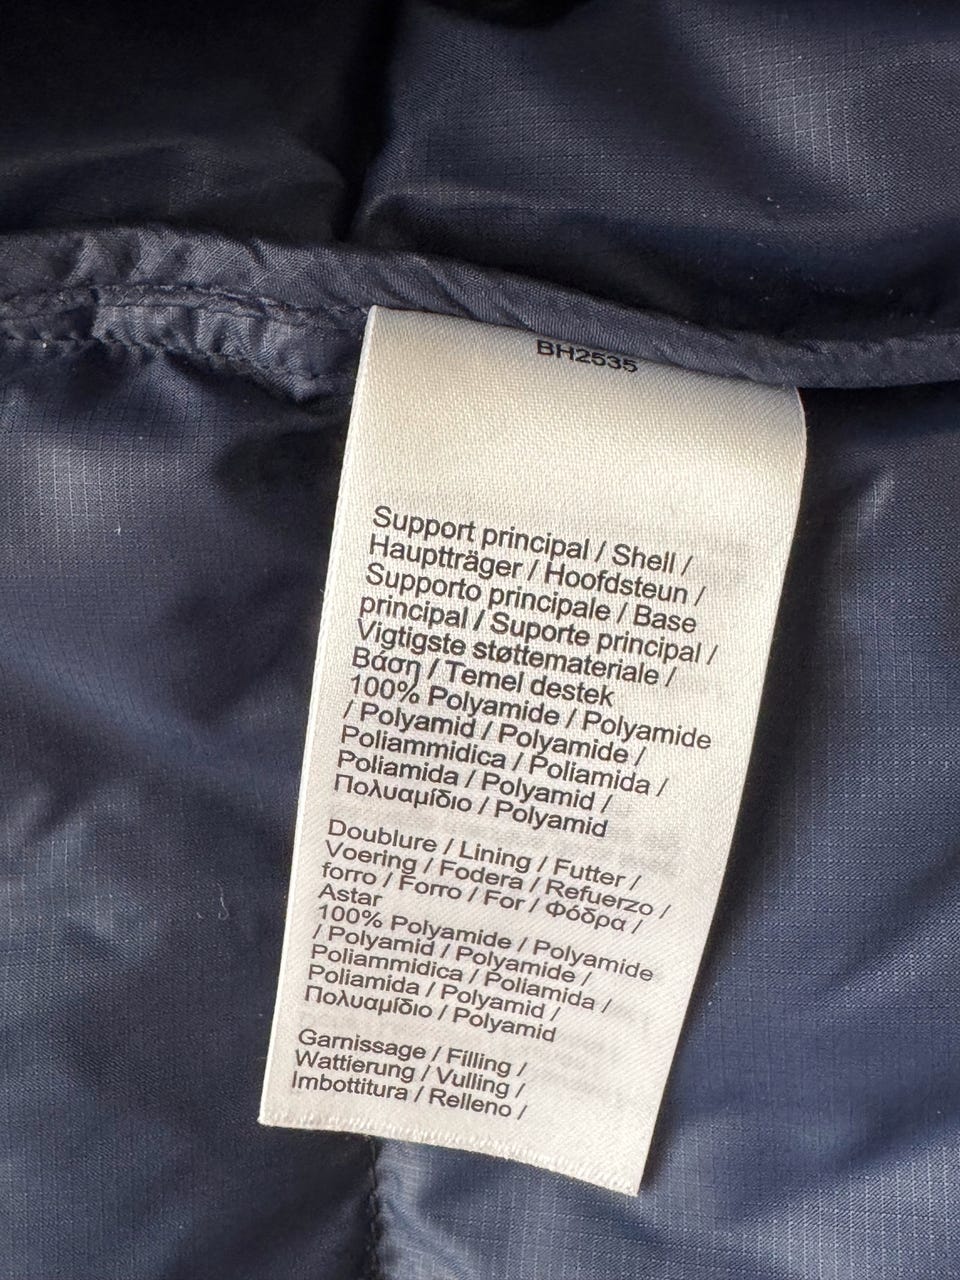 BH2535
Support principal / Shell /
Hauptträger / Hoofdsteun /
Supporto principale / Base
principal / Suporte principal /
Vigtigste støttemateriale /
Βάση / Temel destek
100% Polyamide / Polyamide
/ Polyamid / Polyamide /
Poliammidica / Poliamida /
Poliamida / Polyamid /
Πολυαμίδιο / Polyamid
Doublure / Lining / Futter /
Voering / Fodera / Refuerzo /
forro / Forro / For / Φόδρα /
Astar
100% Polyamide / Polyamide
/ Polyamid / Polyamide /
Poliammidica / Poliamida /
Poliamida / Polyamid /
Πολυαμίδιο / Polyamid
Garnissage / Filling /
Wattierung / Vulling /
Imbottitura / Relleno /